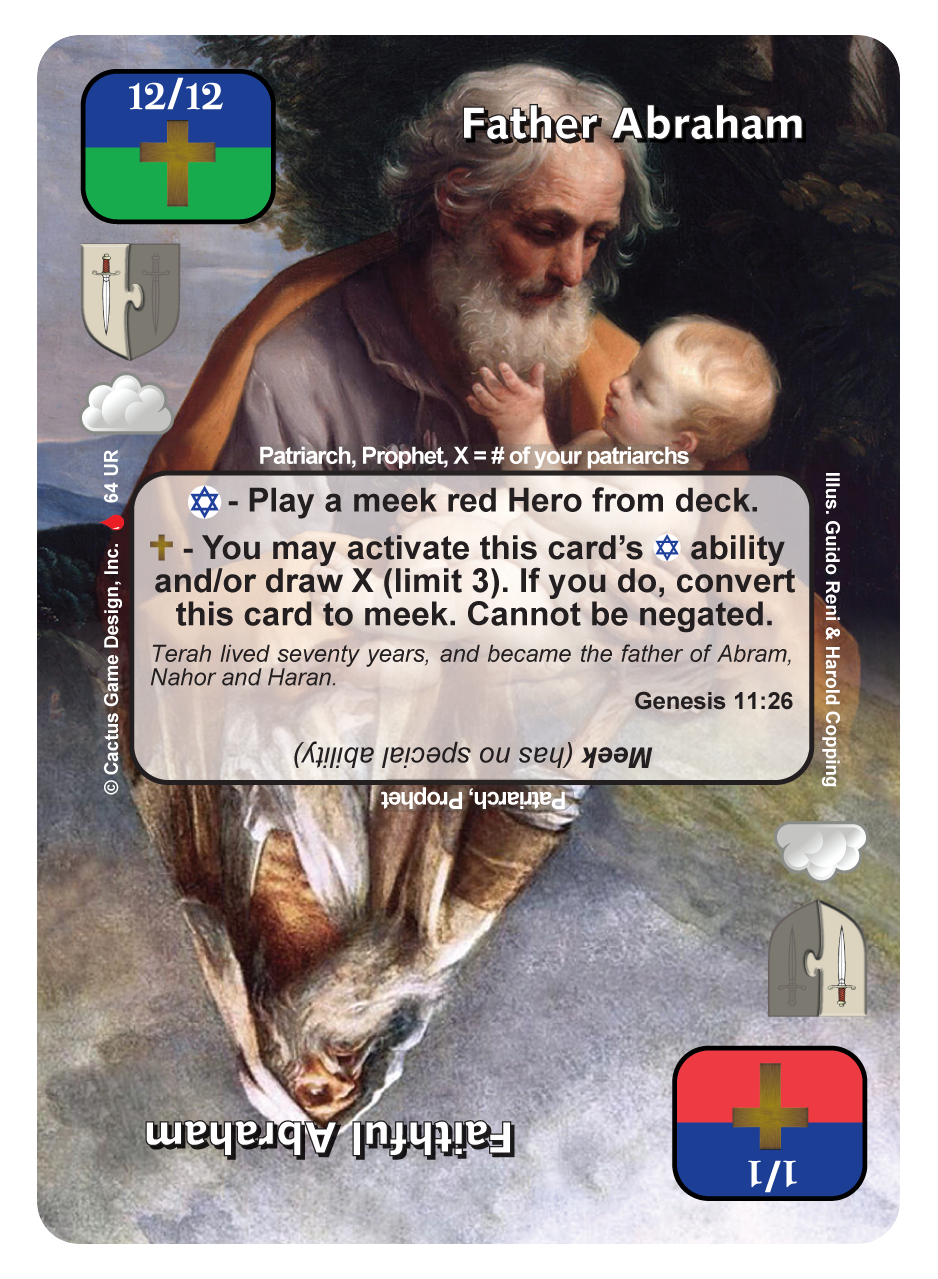 12/12
Father Abraham
Patriarch, Prophet, X = # of your patriarchs
✡ - Play a meek red Hero from deck.
✝ - You may activate this card's ✡ ability
and/or draw X (limit 3). If you do, convert
this card to meek. Cannot be negated.
Terah lived seventy years, and became the father of Abram,
Nahor and Haran.
Genesis 11:26
Meek (has no special ability)
Patriarch, Prophet
Faithful Abraham
1/1
© Cactus Game Design, Inc. 64 UR
Illus. Guido Reni & Harold Copping